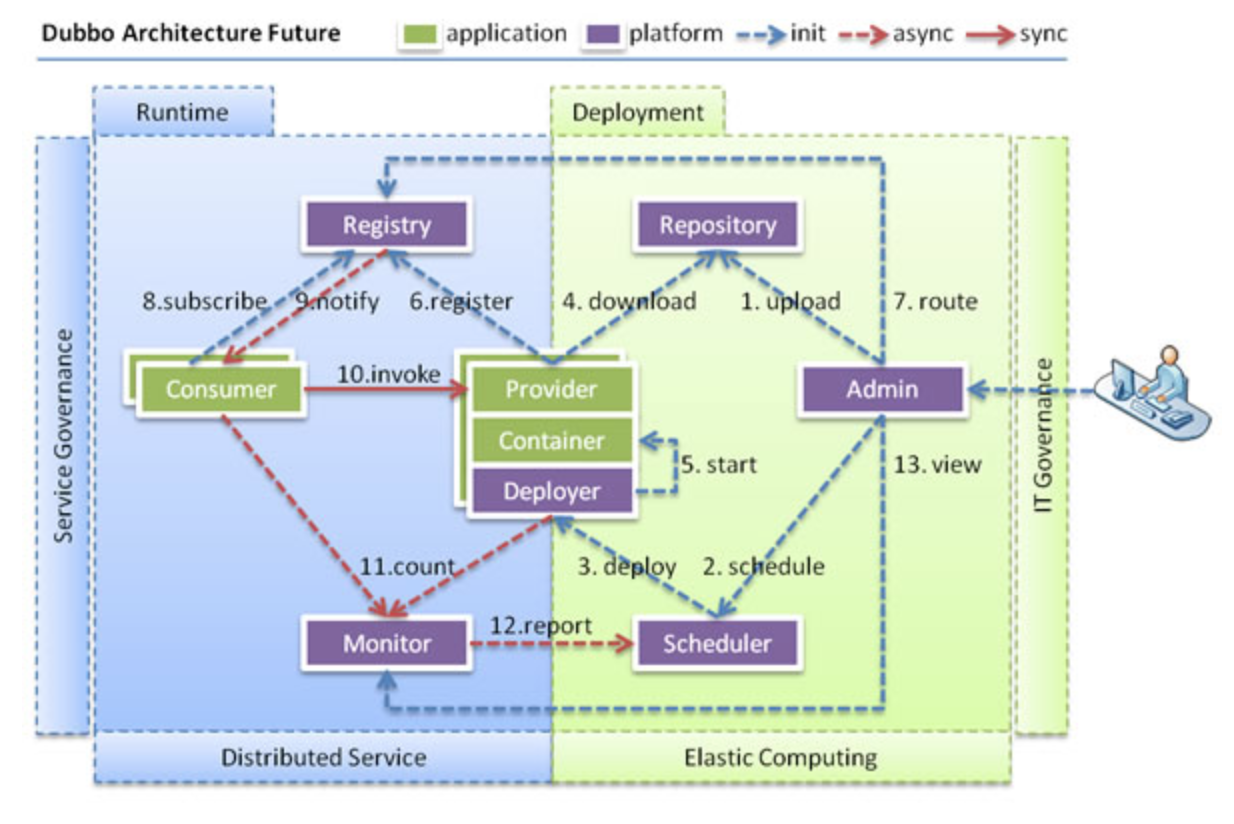 Dubbo Architecture Future
application
platform
init
async
sync
Runtime
Deployment
Service Governance
IT Governance
Registry
Repository
8.subscribe
9.notify
6.register
4. download
1. upload
7. route
Consumer
10.invoke
Provider
Admin
Container
5. start
13. view
Deployer
11.count
3. deploy
2. schedule
12.report
Monitor
Scheduler
Distributed Service
Elastic Computing